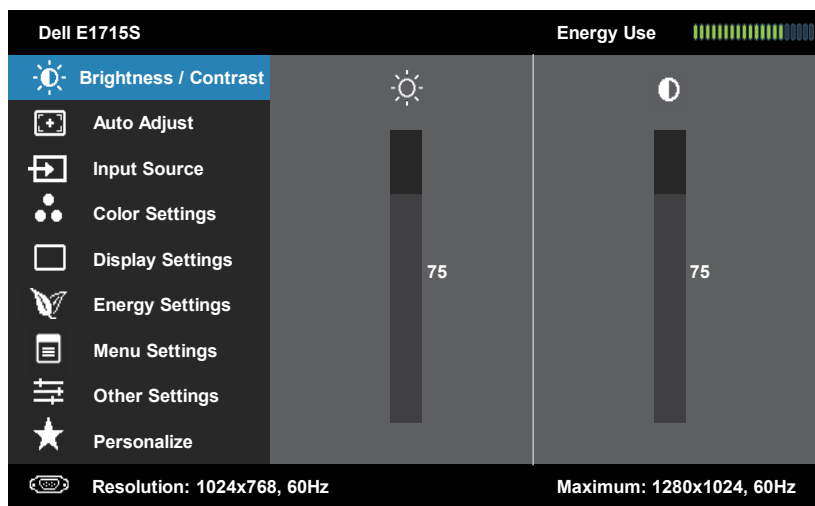 Dell E1715S Energy Use
Brightness / Contrast
Auto Adjust
Input Source
Color Settings
Display Settings
75 75
Energy Settings
Menu Settings
Other Settings
Personalize
Resolution: 1024x768, 60Hz Maximum: 1280x1024, 60Hz